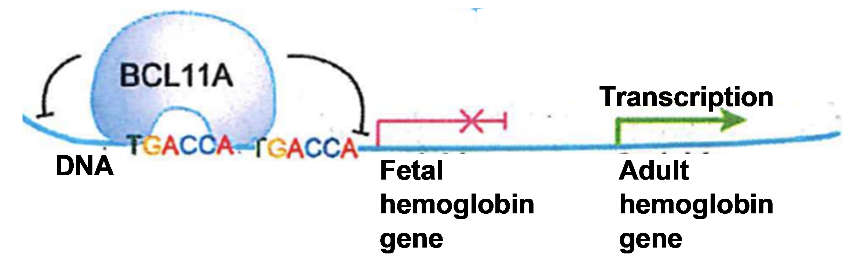 BCL11A
Transcription
TGACCA TGACCA
DNA
Fetal
hemoglobin
gene
Adult
hemoglobin
gene